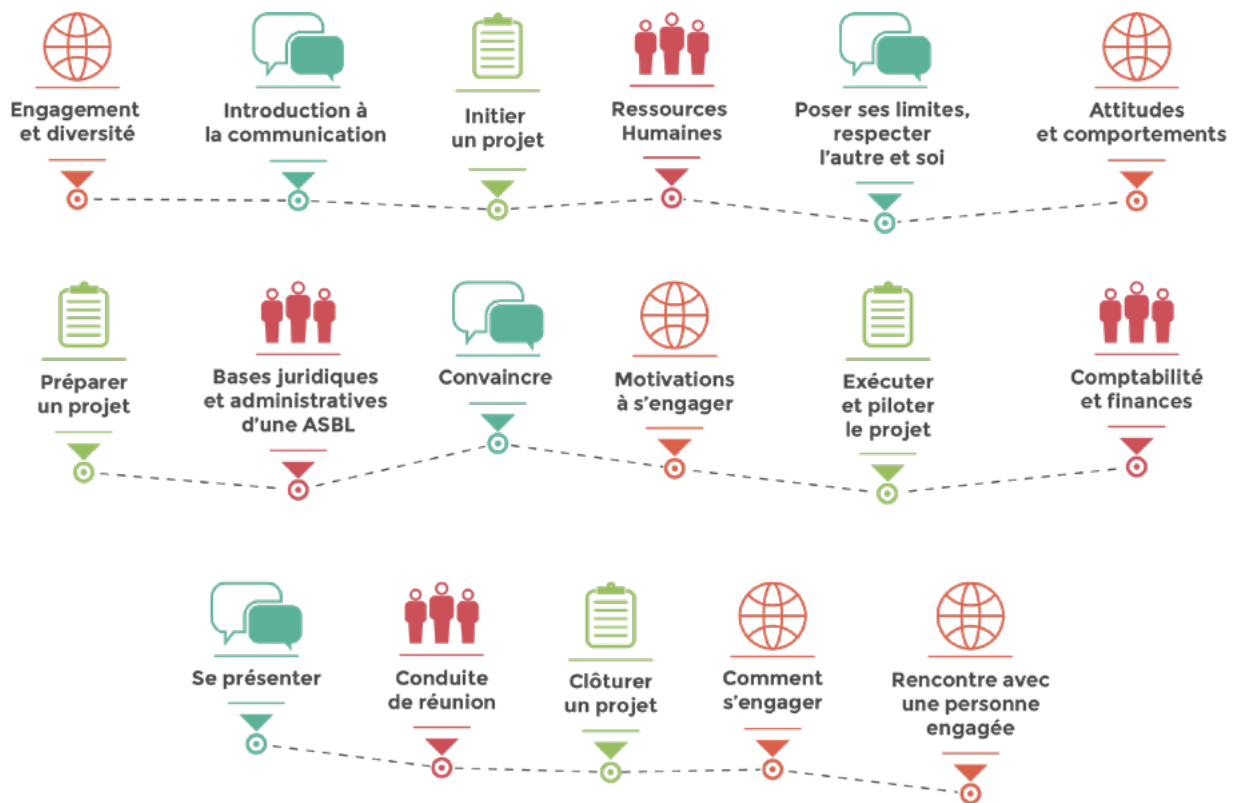 Engagement
et diversité
Introduction à
la communication
Initier
un projet
Ressources
Humaines
Poser ses limites,
respecter
l'autre et soi
Attitudes
et comportements
Préparer
un projet
Bases juridiques
et administratives
d'une ASBL
Convaincre
Motivations
à s'engager
Exécuter
et piloter
le projet
Comptabilité
et finances
Se présenter
Conduite
de réunion
Clôturer
un projet
Comment
s'engager
Rencontre avec
une personne
engagée